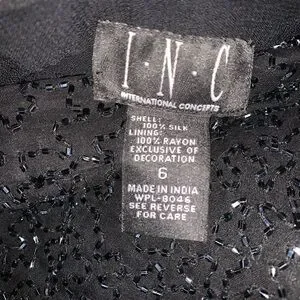 I·N·C
INTERNATIONAL CONCEPTS
SHELL:
100% SILK
LINING:
100% RAYON
EXCLUSIVE OF
DECORATION
6
MADE IN INDIA
WPL-8046
SEE REVERSE
FOR CARE